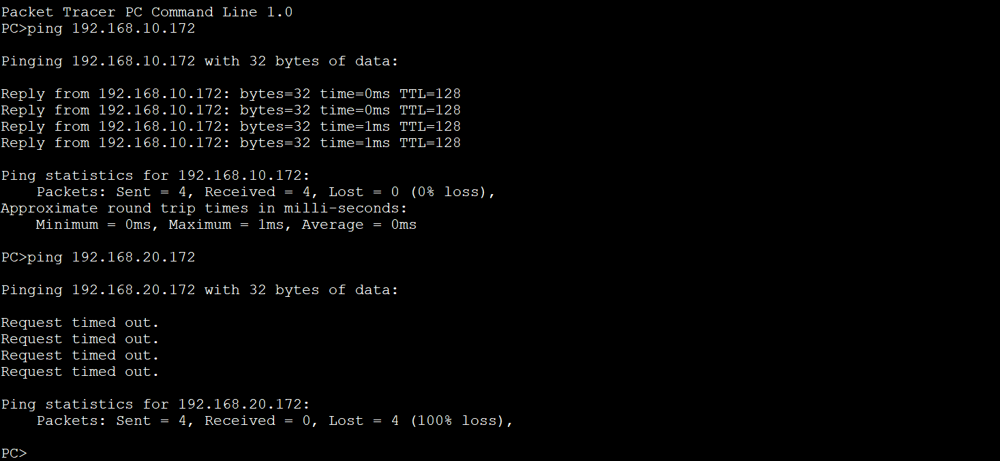 Packet Tracer PC Command Line 1.0
PC>ping 192.168.10.172
Pinging 192.168.10.172 with 32 bytes of data:
Reply from 192.168.10.172: bytes=32 time=0ms TTL=128
Reply from 192.168.10.172: bytes=32 time=0ms TTL=128
Reply from 192.168.10.172: bytes=32 time=1ms TTL=128
Reply from 192.168.10.172: bytes=32 time=1ms TTL=128
Ping statistics for 192.168.10.172:
    Packets: Sent = 4, Received = 4, Lost = 0 (0% loss),
Approximate round trip times in milli-seconds:
    Minimum = 0ms, Maximum = 1ms, Average = 0ms
PC>ping 192.168.20.172
Pinging 192.168.20.172 with 32 bytes of data:
Request timed out.
Request timed out.
Request timed out.
Request timed out.
Ping statistics for 192.168.20.172:
    Packets: Sent = 4, Received = 0, Lost = 4 (100% loss),
PC>